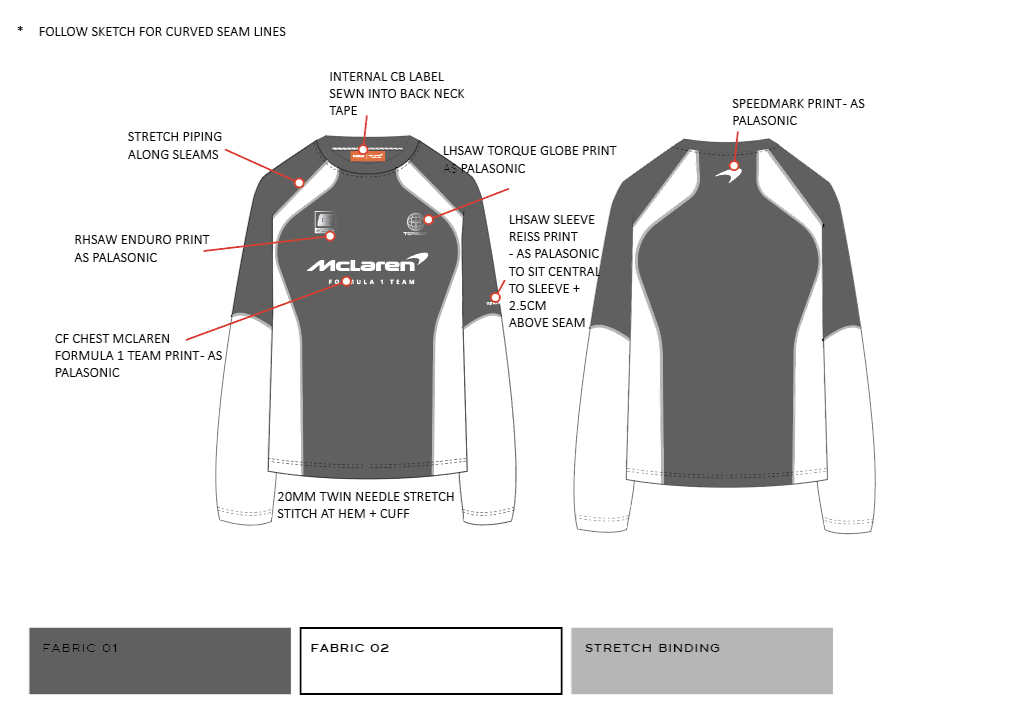 * FOLLOW SKETCH FOR CURVED SEAM LINES
INTERNAL CB LABEL
SEWN INTO BACK NECK
TAPE
SPEEDMARK PRINT- AS
PALASONIC
STRETCH PIPING
ALONG SLEAMS
LHSAW TORQUE GLOBE PRINT
AS PALASONIC
LHSAW SLEEVE
REISS PRINT
- AS PALASONIC
TO SIT CENTRAL
TO SLEEVE +
2.5CM
ABOVE SEAM
RHSAW ENDURO PRINT
AS PALASONIC
McLaren
FORMULA 1 TEAM
CF CHEST MCLAREN
FORMULA 1 TEAM PRINT- AS
PALASONIC
20MM TWIN NEEDLE STRETCH
STITCH AT HEM + CUFF
FABRIC 01
FABRIC 02
STRETCH BINDING